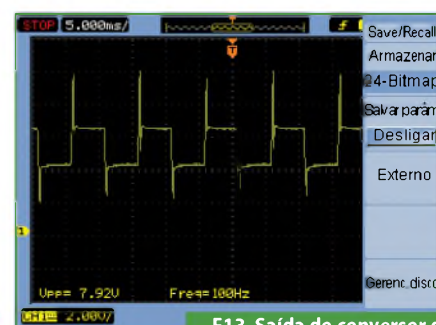 STOP 5.000ms/
T
Save/Recall
Armazenar
24-Bitmap
Salvar parâm
Desligar
Externo
1
Vpp= 7.92V Freq=100Hz
Gerenc.disco
CH1 2.00V/
F13. Saída do conversor